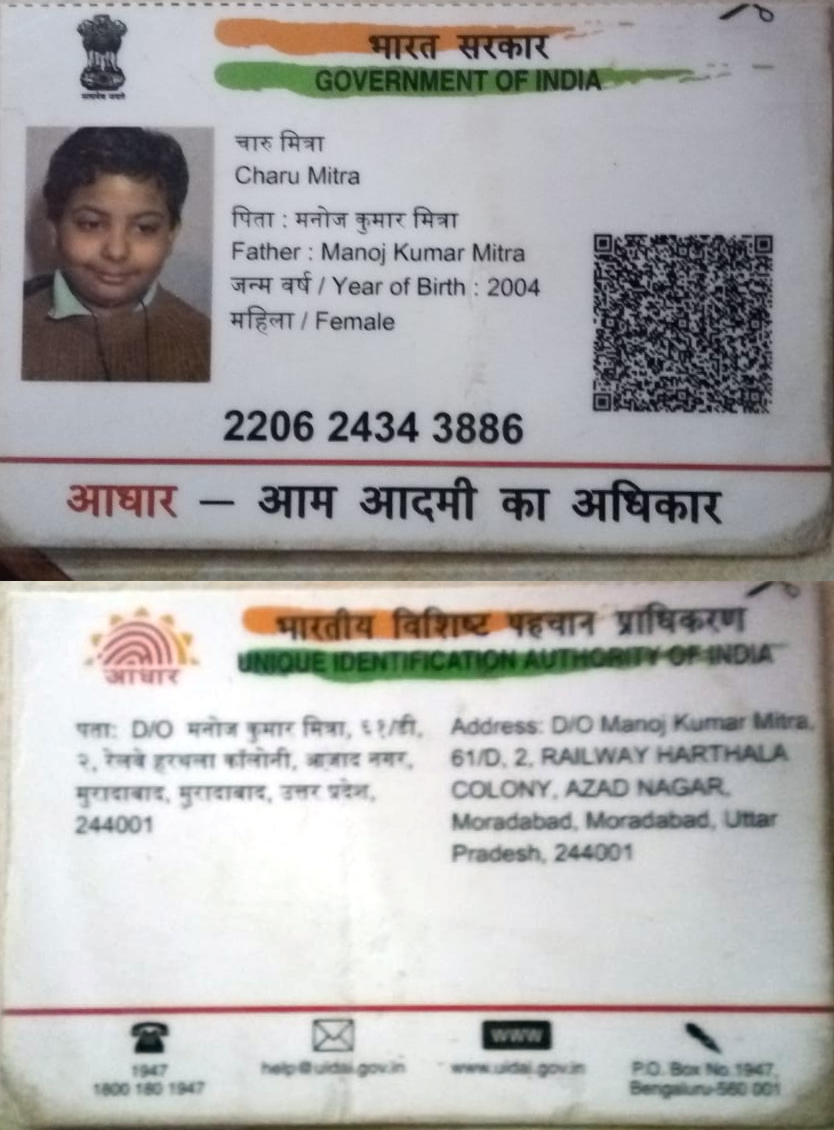 भारत सरकार
GOVERNMENT OF INDIA
सत्यमेव जयते
चारु मित्रा
Charu Mitra
पिता : मनोज कुमार मित्रा
Father : Manoj Kumar Mitra
जन्म वर्ष / Year of Birth : 2004
महिला / Female
2206 2434 3886
आधार – आम आदमी का अधिकार
भारतीय विशिष्ट पहचान प्राधिकरण
UNIQUE IDENTIFICATION AUTHORITY OF INDIA
आधार
पता: D/O मनोज कुमार मित्रा, ६१/डी,
२, रेलवे हरथला कॉलोनी, आज़ाद नगर,
मुरादाबाद, मुरादाबाद, उत्तर प्रदेश,
244001
Address: D/O Manoj Kumar Mitra,
61/D, 2, RAILWAY HARTHALA
COLONY, AZAD NAGAR,
Moradabad, Moradabad, Uttar
Pradesh, 244001
1947
1800 180 1947
help@uidai.gov.in
www
www.uidai.gov.in
P.O. Box No.1947,
Bengaluru-560 001